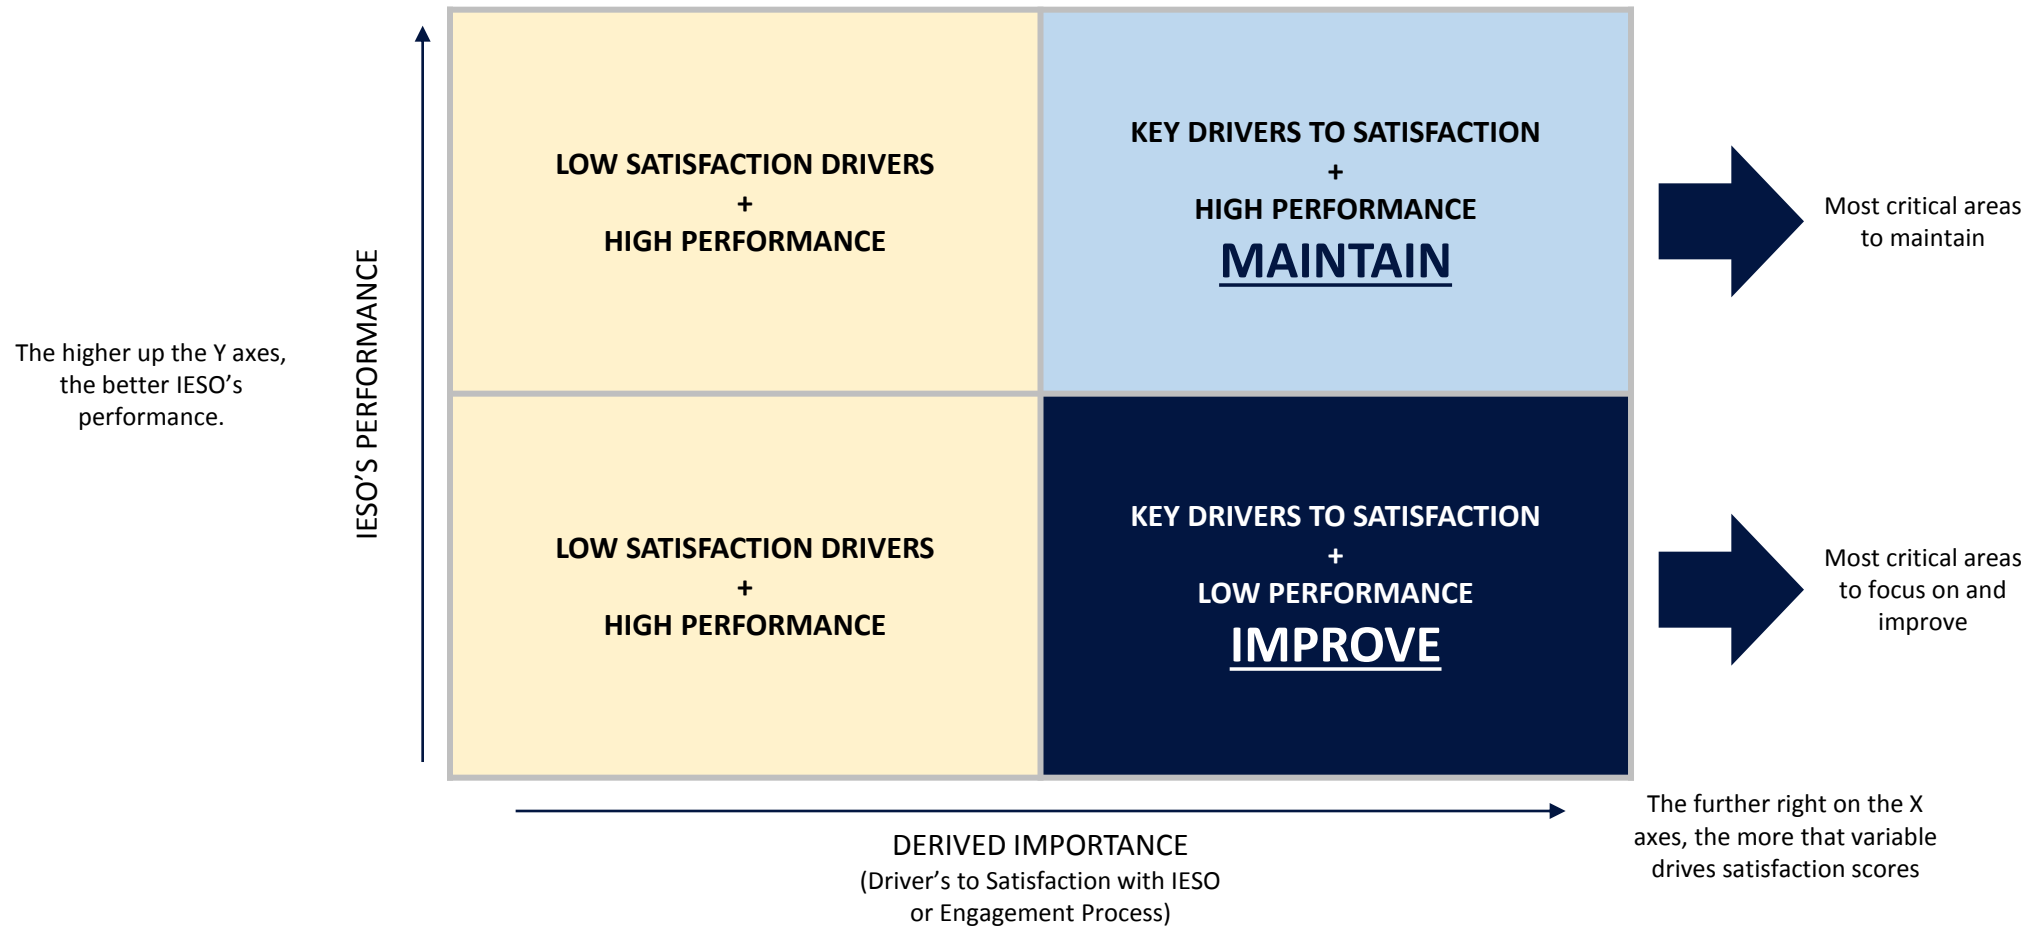 The higher up the Y axes,
the better IESO’s
performance.
IESO’S PERFORMANCE
LOW SATISFACTION DRIVERS
+
HIGH PERFORMANCE
KEY DRIVERS TO SATISFACTION
+
HIGH PERFORMANCE
MAINTAIN
Most critical areas
to maintain
LOW SATISFACTION DRIVERS
+
HIGH PERFORMANCE
KEY DRIVERS TO SATISFACTION
+
LOW PERFORMANCE
IMPROVE
Most critical areas
to focus on and
improve
DERIVED IMPORTANCE
(Driver’s to Satisfaction with IESO
or Engagement Process)
The further right on the X
axes, the more that variable
drives satisfaction scores